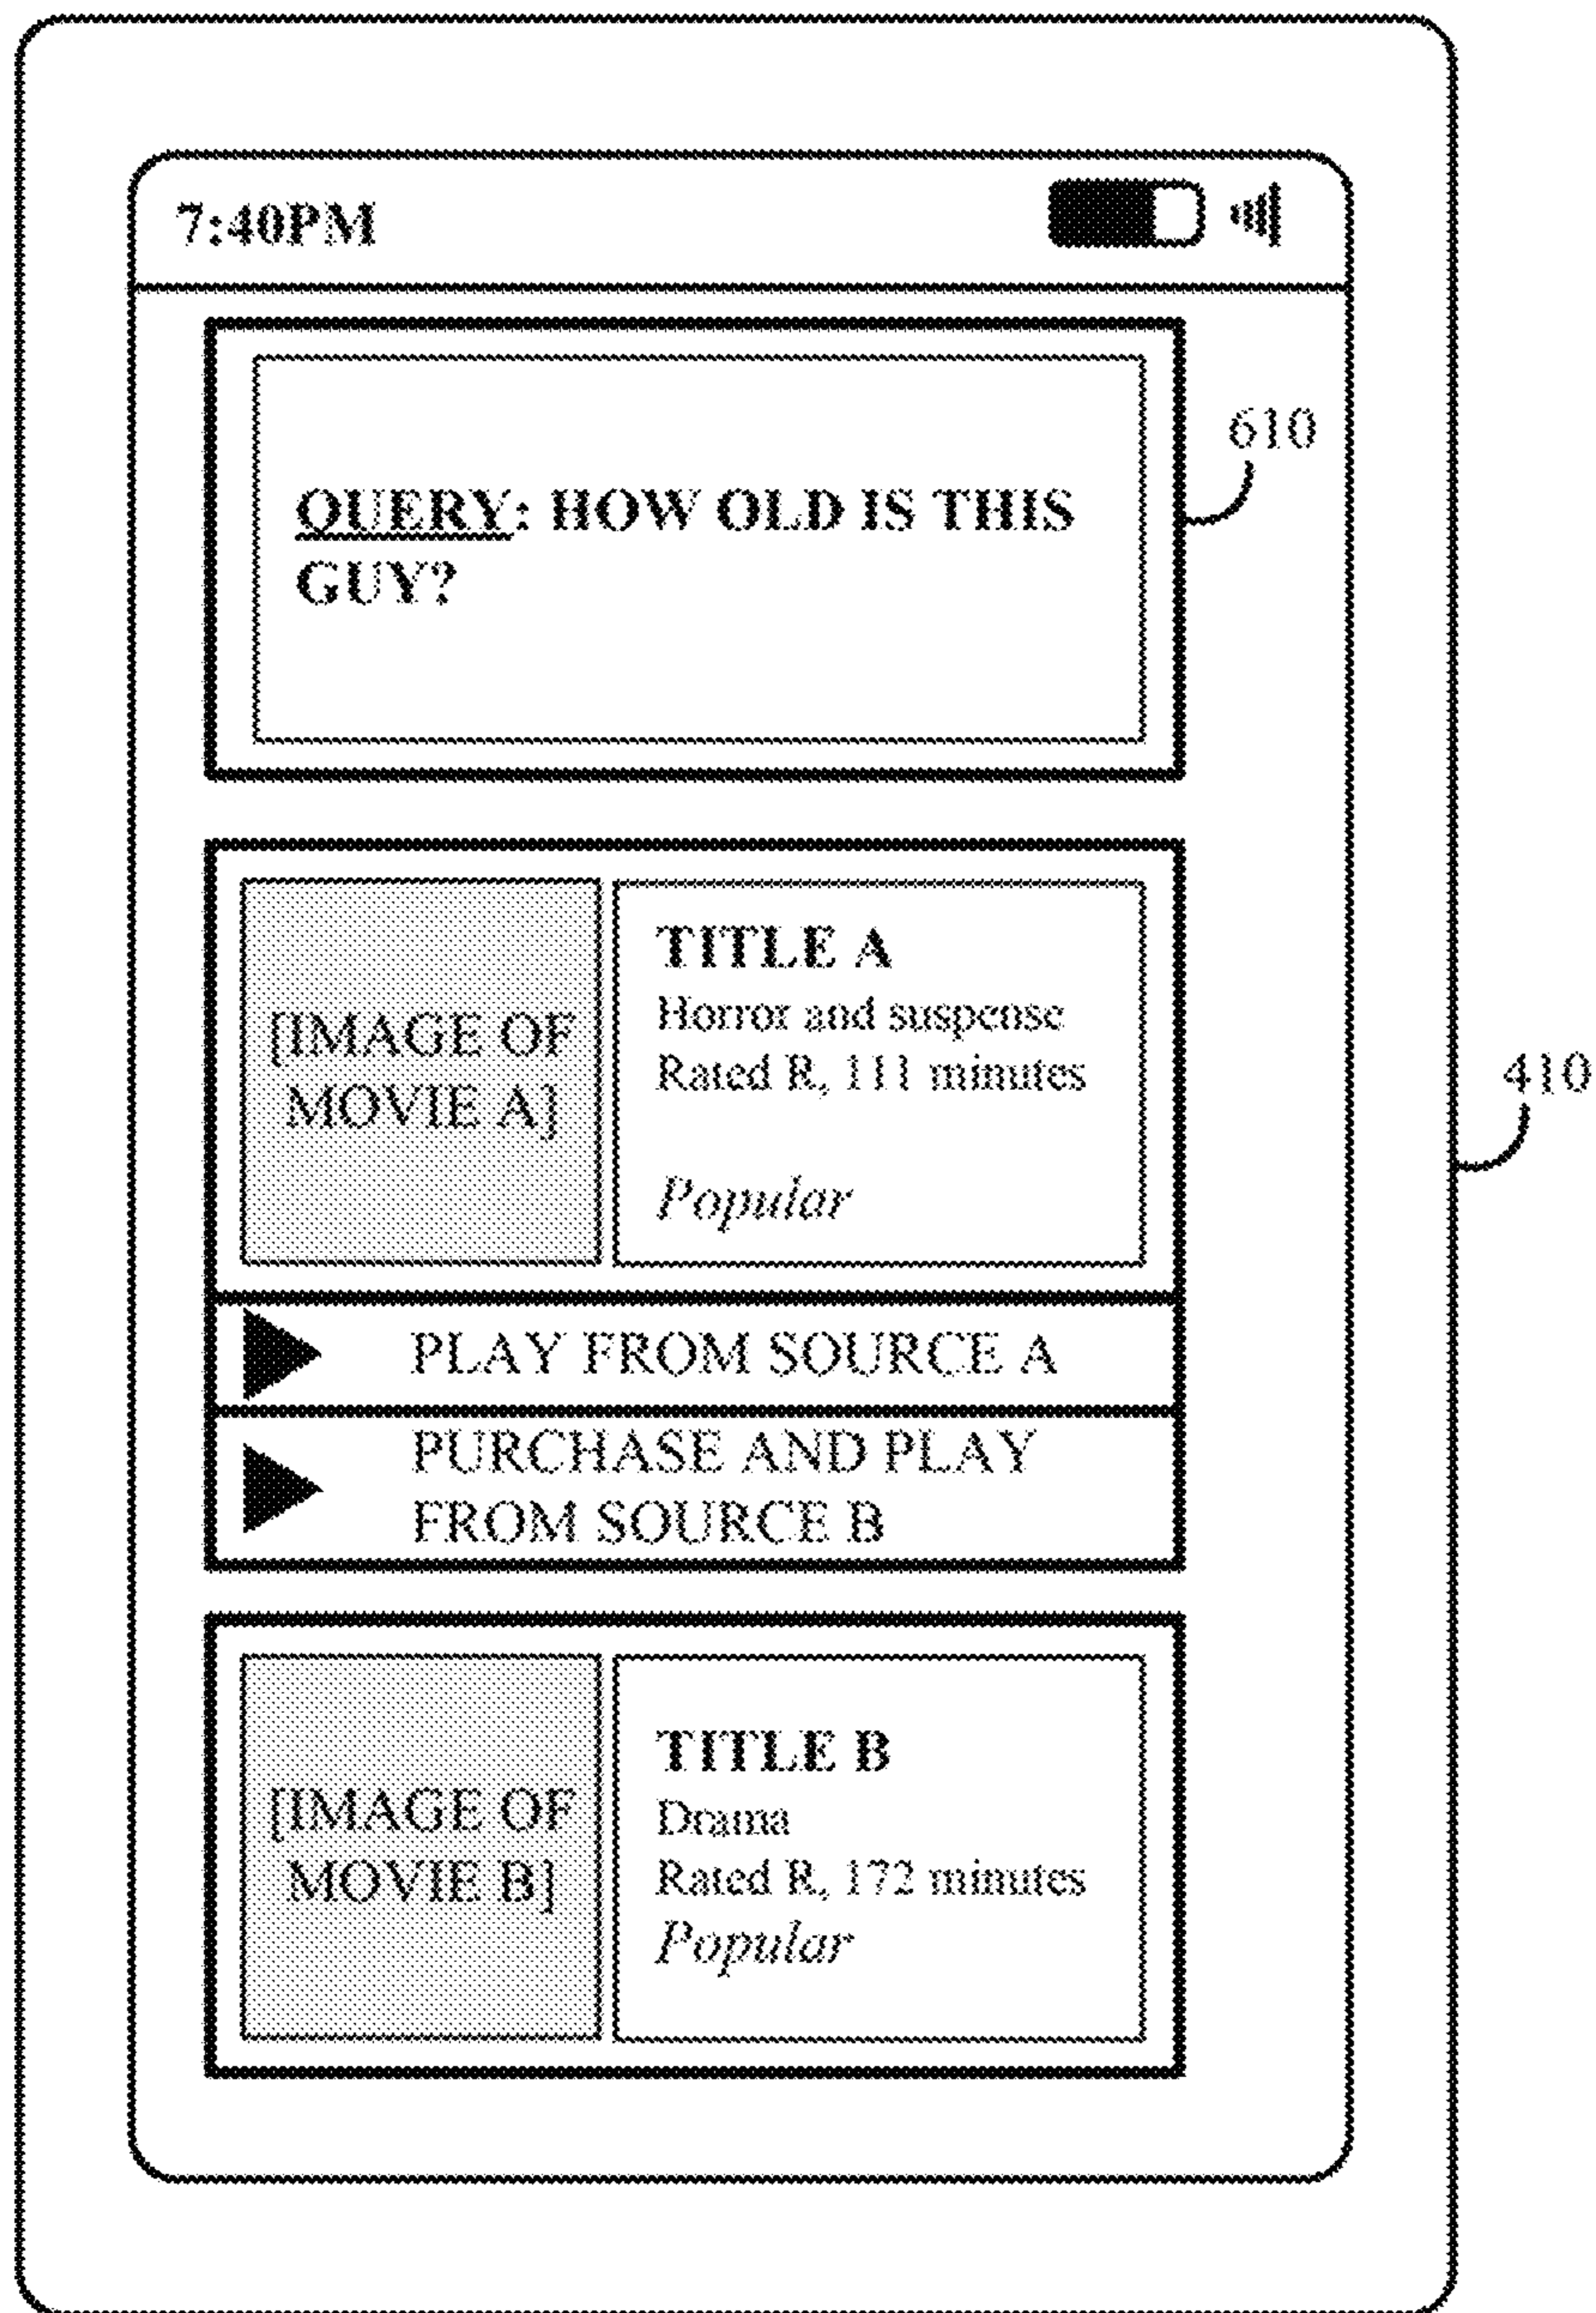 7:40PM
QUERY: HOW OLD IS THIS
GUY?
610
[IMAGE OF
MOVIE A]
TITLE A
Horror and suspense
Rated R, 111 minutes
Popular
410
PLAY FROM SOURCE A
PURCHASE AND PLAY
FROM SOURCE B
[IMAGE OF
MOVIE B]
TITLE B
Drama
Rated R, 172 minutes
Popular